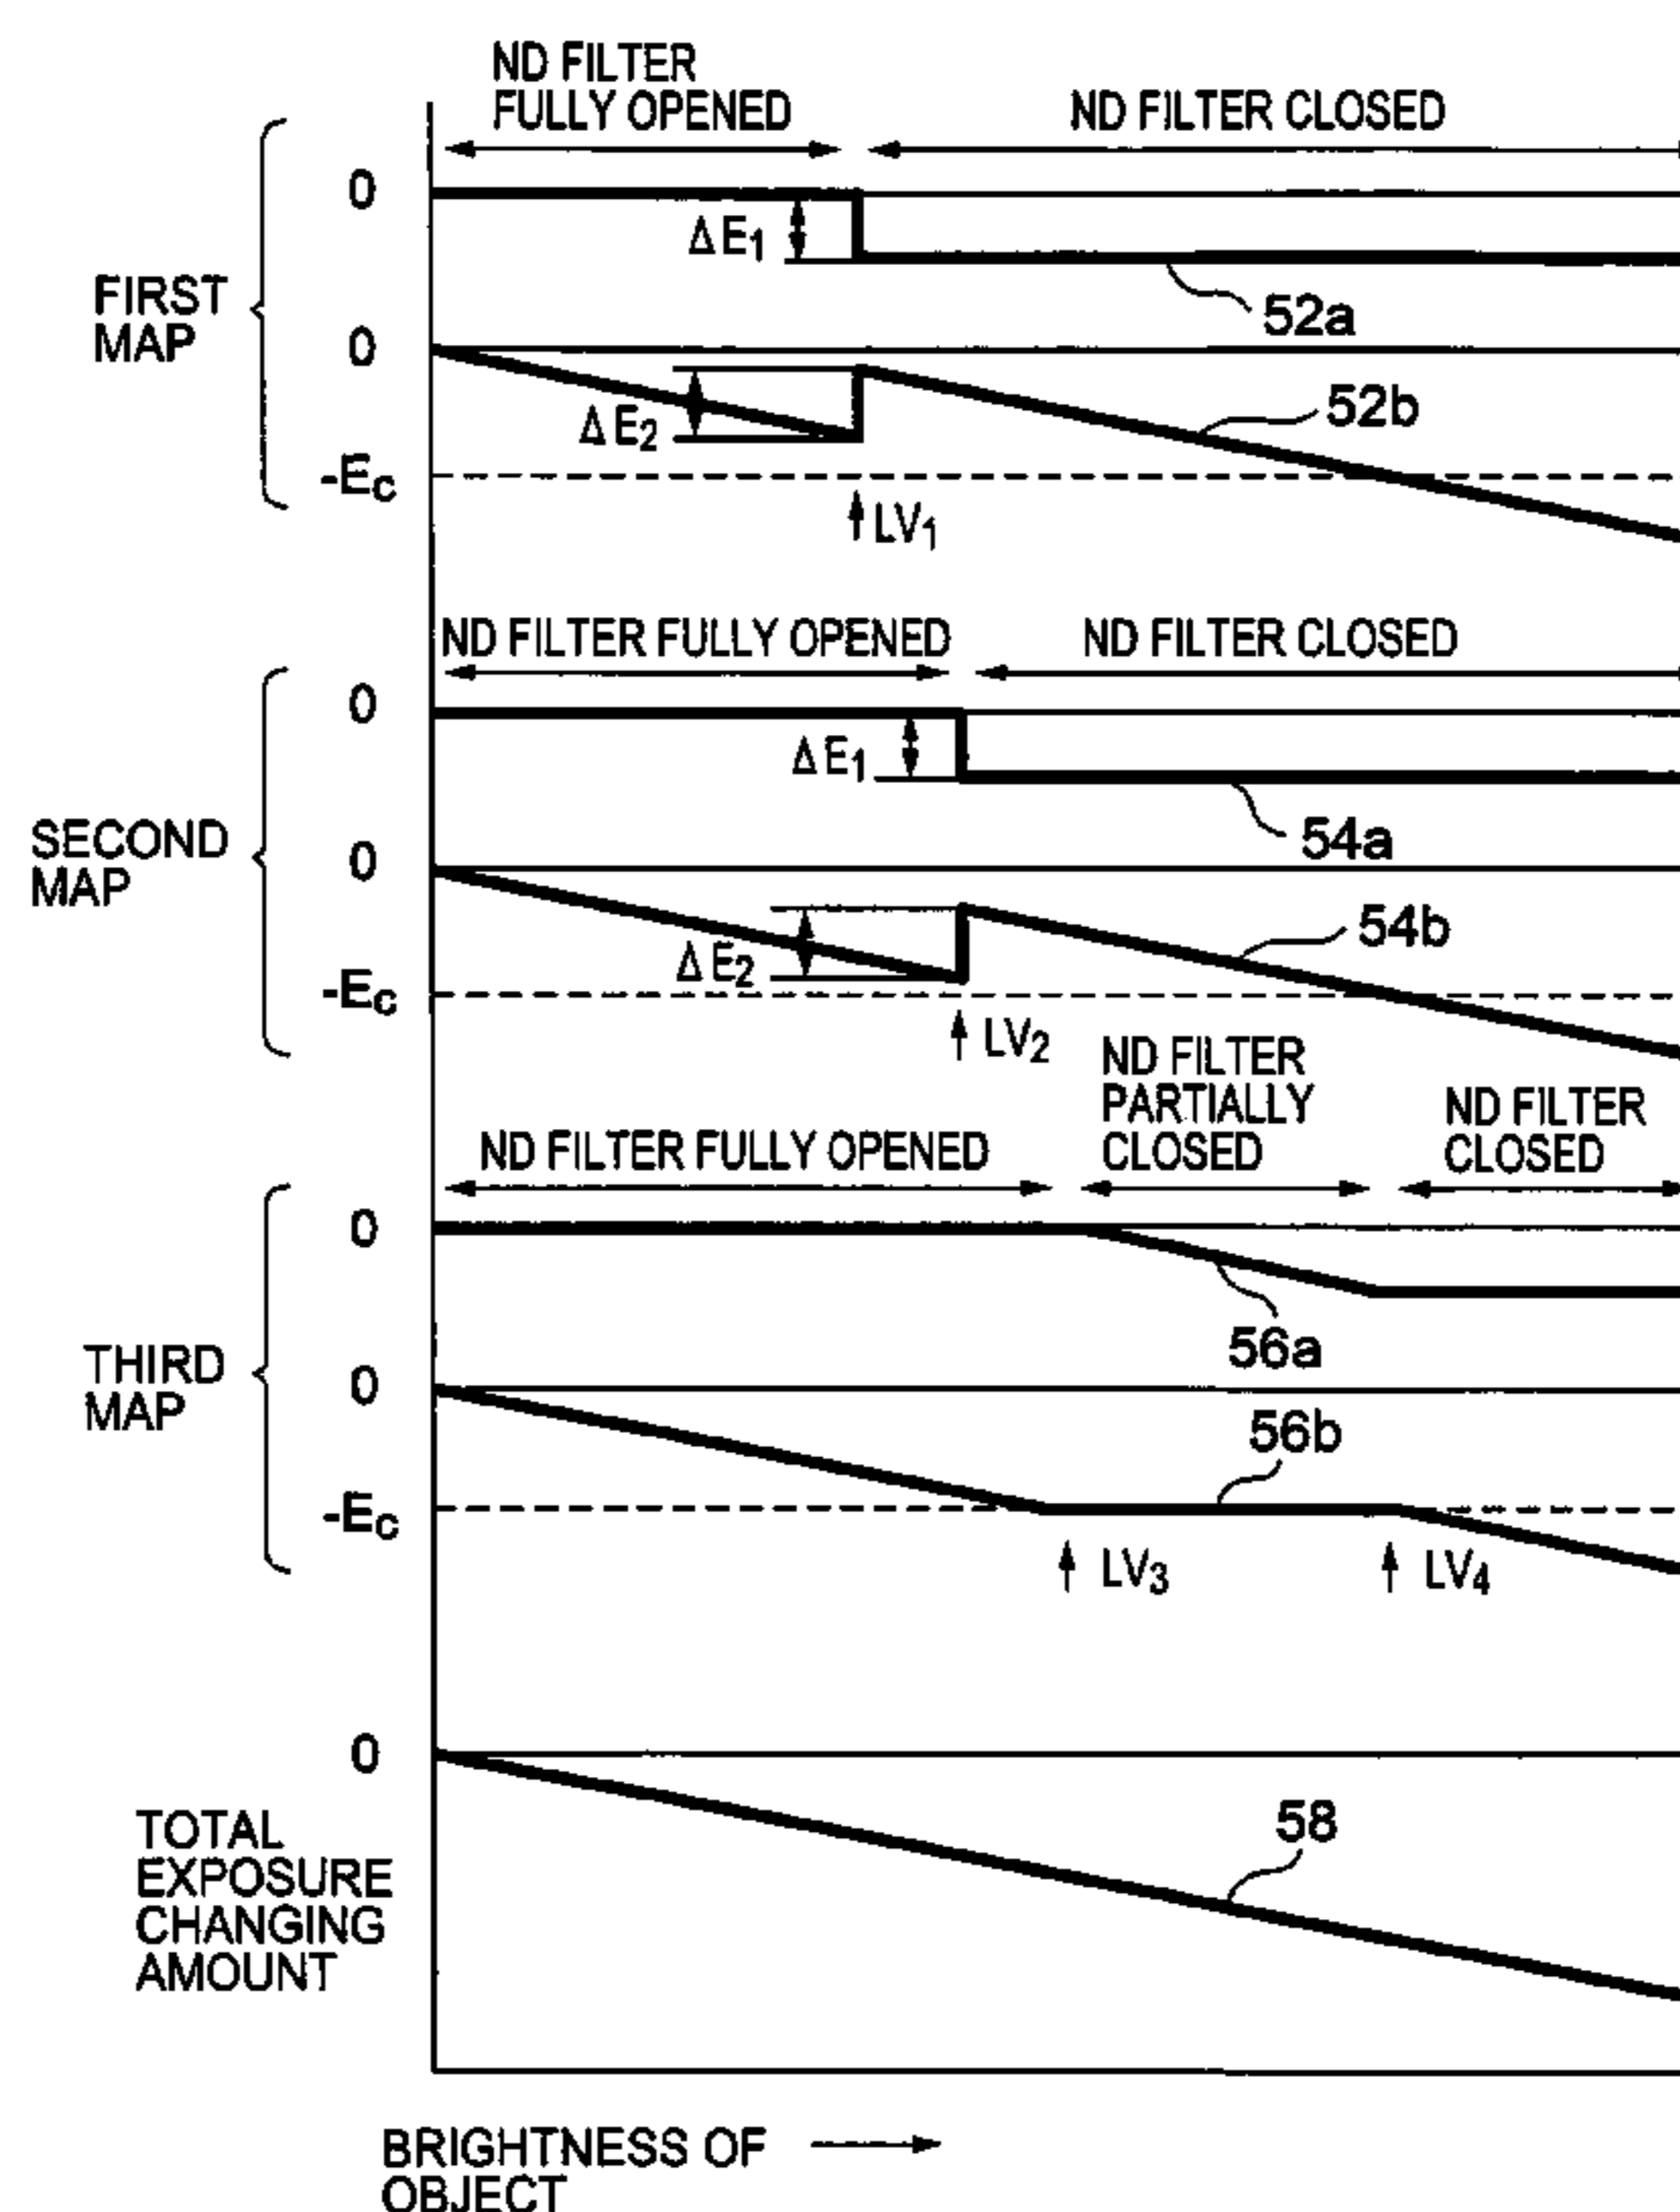 ND FILTER
FULLY OPENED
ND FILTER CLOSED
0
ΔE1
FIRST
MAP
52a
0
52b
ΔE2
-Ec
LV1
ND FILTER FULLY OPENED
ND FILTER CLOSED
0
ΔE1
SECOND
MAP
54a
0
54b
ΔE2
-Ec
LV2
ND FILTER
PARTIALLY
CLOSED
ND FILTER
CLOSED
ND FILTER FULLY OPENED
0
56a
THIRD
MAP
0
56b
-Ec
LV3
LV4
0
58
TOTAL
EXPOSURE
CHANGING
AMOUNT
BRIGHTNESS OF
OBJECT